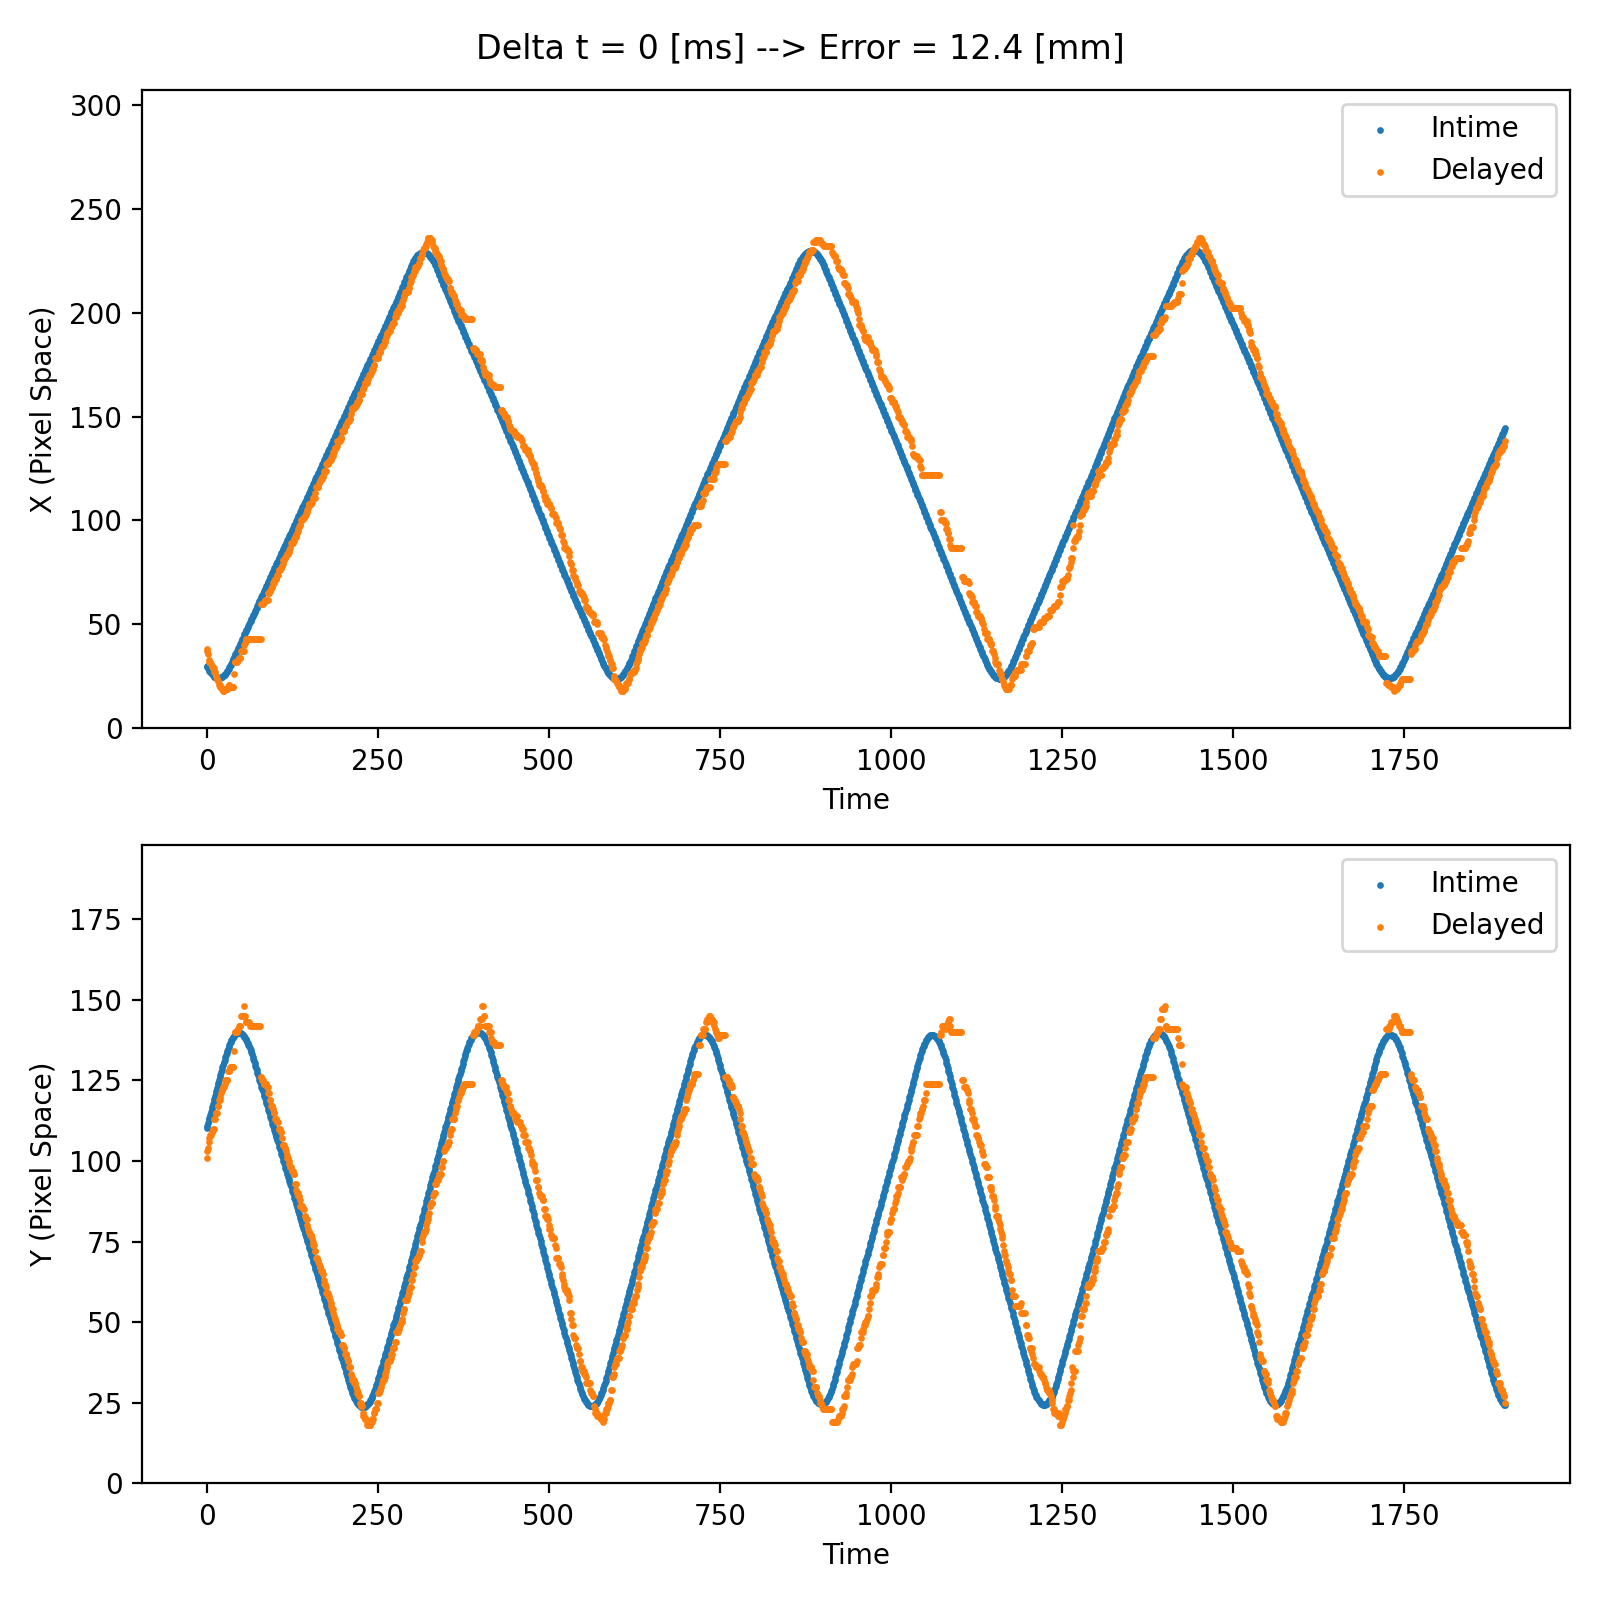 Delta t = 0 [ms] --> Error = 12.4 [mm]
300
250
200
150
100
50
0
X (Pixel Space)
Intime
Delayed
0 250 500 750 1000 1250 1500 1750
Time
175
150
125
100
75
50
25
0
Y (Pixel Space)
Intime
Delayed
0 250 500 750 1000 1250 1500 1750
Time